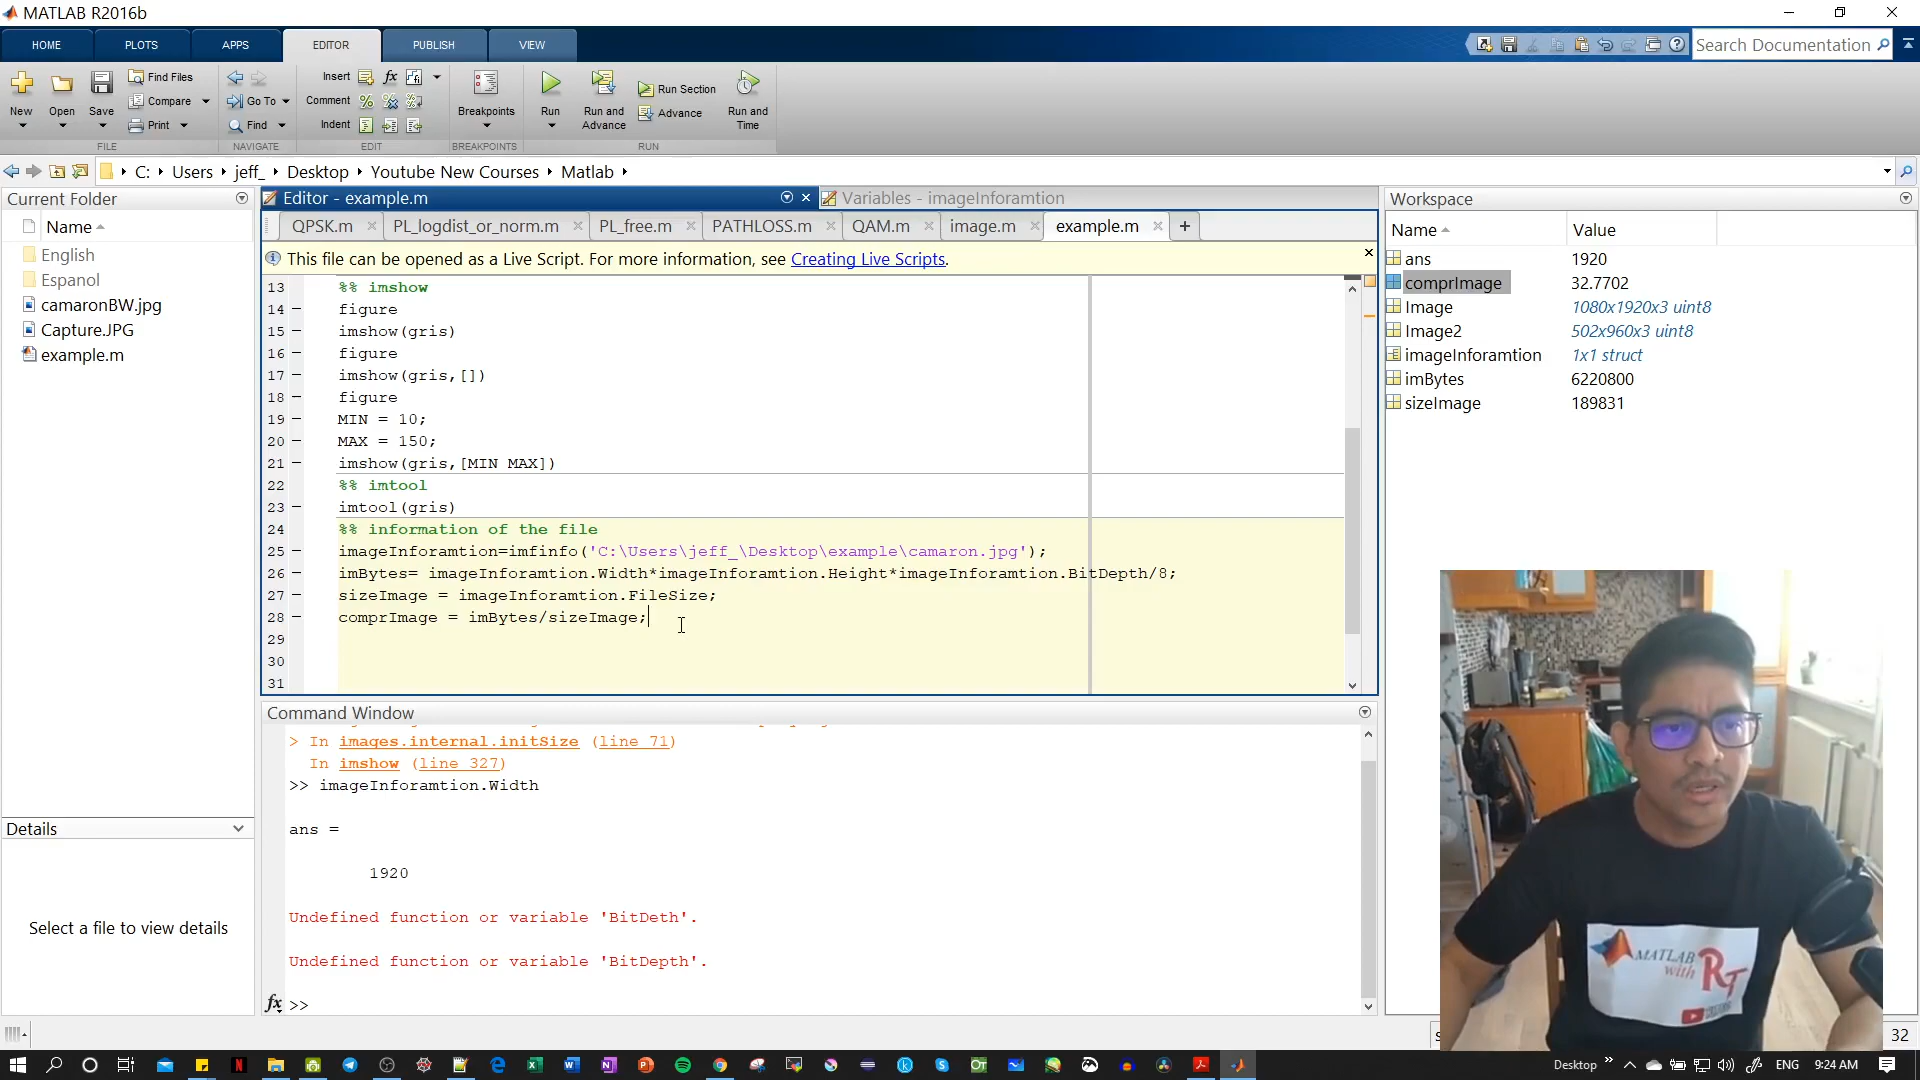 MATLAB R2016b
HOME PLOTS APPS EDITOR PUBLISH VIEW
Search Documentation
New
Open
Save
Find Files
Compare
Print
Go To
Find
Insert
Comment
Indent
Breakpoints
Run
Run and
Advance
Run Section
Advance
Run and
Time
FILE NAVIGATE EDIT BREAKPOINTS RUN
C: Users jeff_ Desktop Youtube New Courses Matlab
Current Folder
Name
English
Espanol
camaronBW.jpg
Capture.JPG
example.m
Details
Select a file to view details
Editor - example.m
Variables - imageInforamtion
QPSK.m PL_logdist_or_norm.m PL_free.m PATHLOSS.m QAM.m image.m example.m
This file can be opened as a Live Script. For more information, see Creating Live Scripts.
13 %% imshow
14 figure
15 imshow(gris)
16 figure
17 imshow(gris,[])
18 figure
19 MIN = 10;
20 MAX = 150;
21 imshow(gris,[MIN MAX])
22 %% imtool
23 imtool(gris)
24 %% information of the file
25 imageInforamtion=imfinfo('C:\Users\jeff_\Desktop\example\camaron.jpg');
26 imBytes= imageInforamtion.Width*imageInforamtion.Height*imageInforamtion.BitDepth/8;
27 sizeImage = imageInforamtion.FileSize;
28 comprImage = imBytes/sizeImage;
29
30
31
Command Window
> In images.internal.initSize (line 71)
In imshow (line 327)
>> imageInforamtion.Width
ans =
1920
Undefined function or variable 'BitDeth'.
Undefined function or variable 'BitDepth'.
fx >>
Workspace
Name Value
ans 1920
comprImage 32.7702
Image 1080x1920x3 uint8
Image2 502x960x3 uint8
imageInforamtion 1x1 struct
imBytes 6220800
sizeImage 189831
MATLAB
with RT
32
Desktop
ENG
9:24 AM